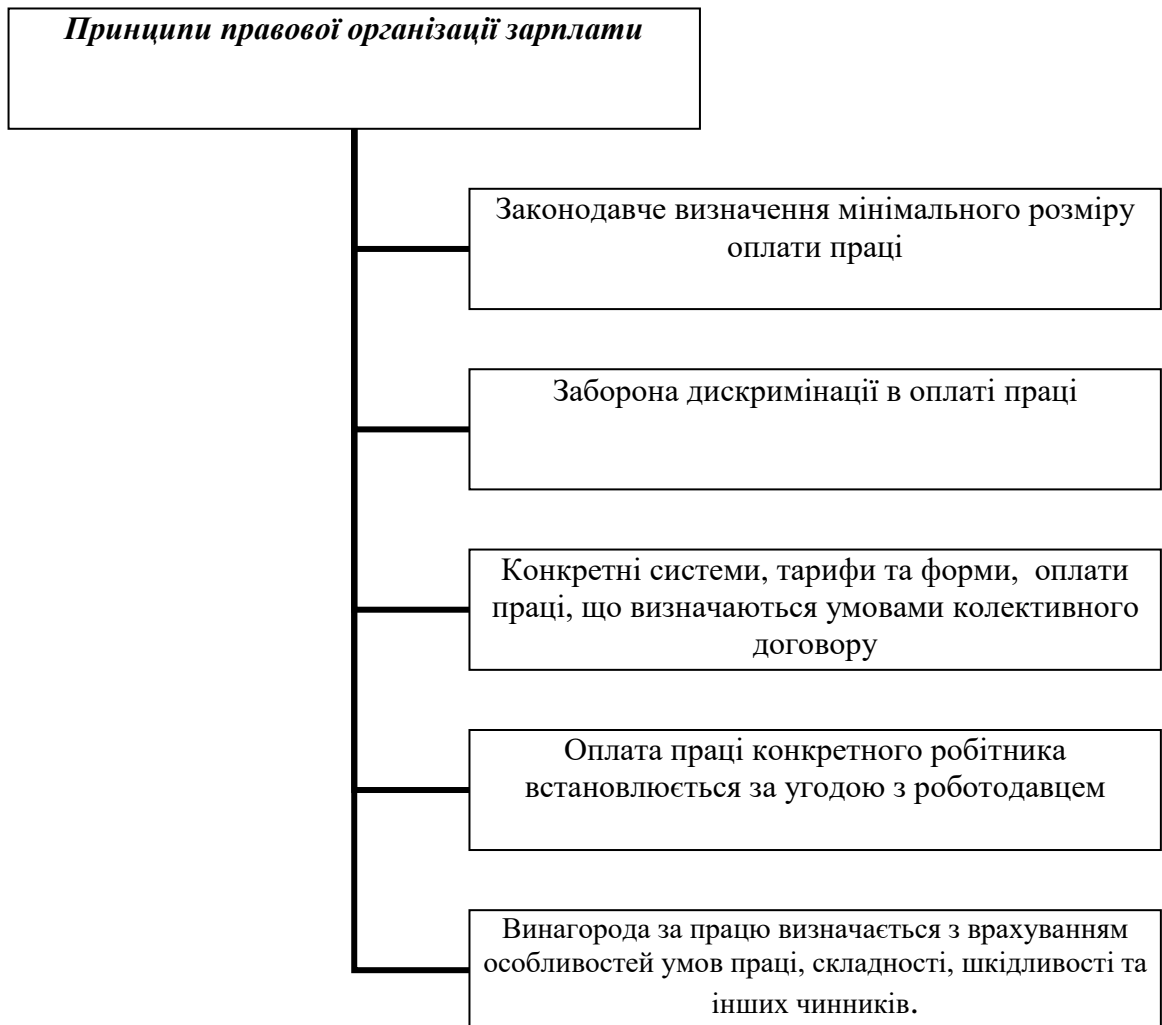 Принципи правової організації зарплати
Законодавче визначення мінімального розміру
оплати праці
Заборона дискримінації в оплаті праці
Конкретні системи, тарифи та форми,  оплати
праці, що визначаються умовами колективного
договору
Оплата праці конкретного робітника
встановлюється за угодою з роботодавцем
Винагорода за працю визначається з врахуванням
особливостей умов праці, складності, шкідливості та
інших чинників.